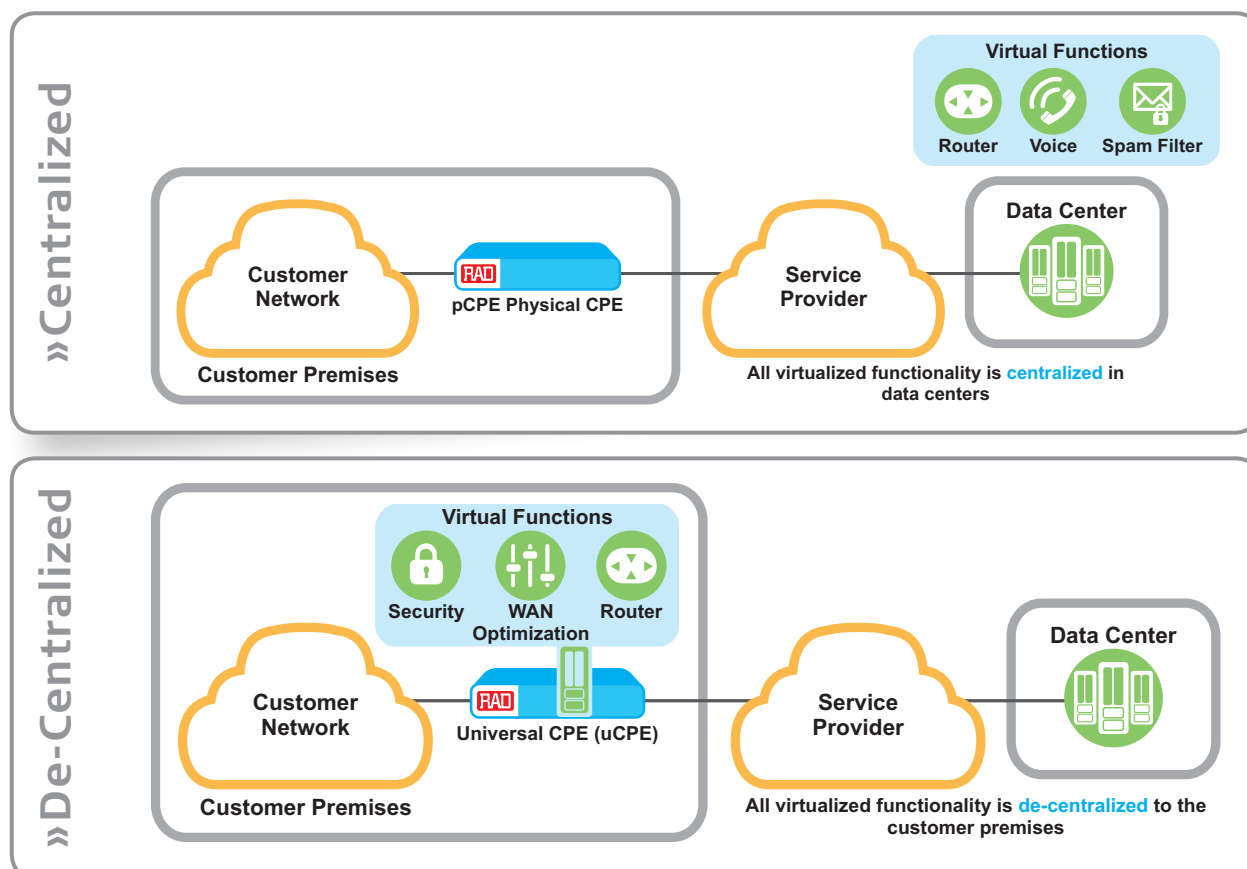 »Centralized
Virtual Functions
Router
Voice
Spam Filter
Data Center
Customer
Network
RAD
pCPE Physical CPE
Service
Provider
Customer Premises
All virtualized functionality is centralized in
data centers
»De-Centralized
Virtual Functions
Security
WAN
Optimization
Router
Data Center
Customer
Network
RAD
Universal CPE (uCPE)
Service
Provider
Customer Premises
All virtualized functionality is de-centralized to the
customer premises